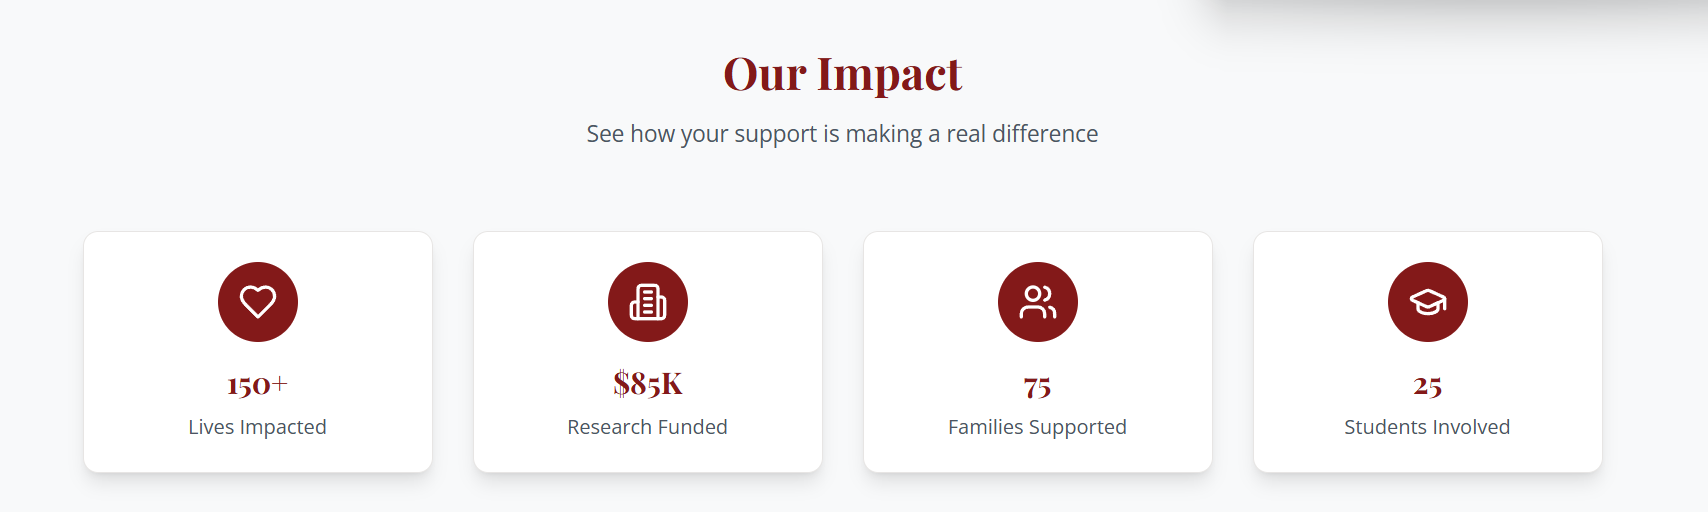 Our Impact
See how your support is making a real difference
150+
Lives Impacted
$85K
Research Funded
75
Families Supported
25
Students Involved